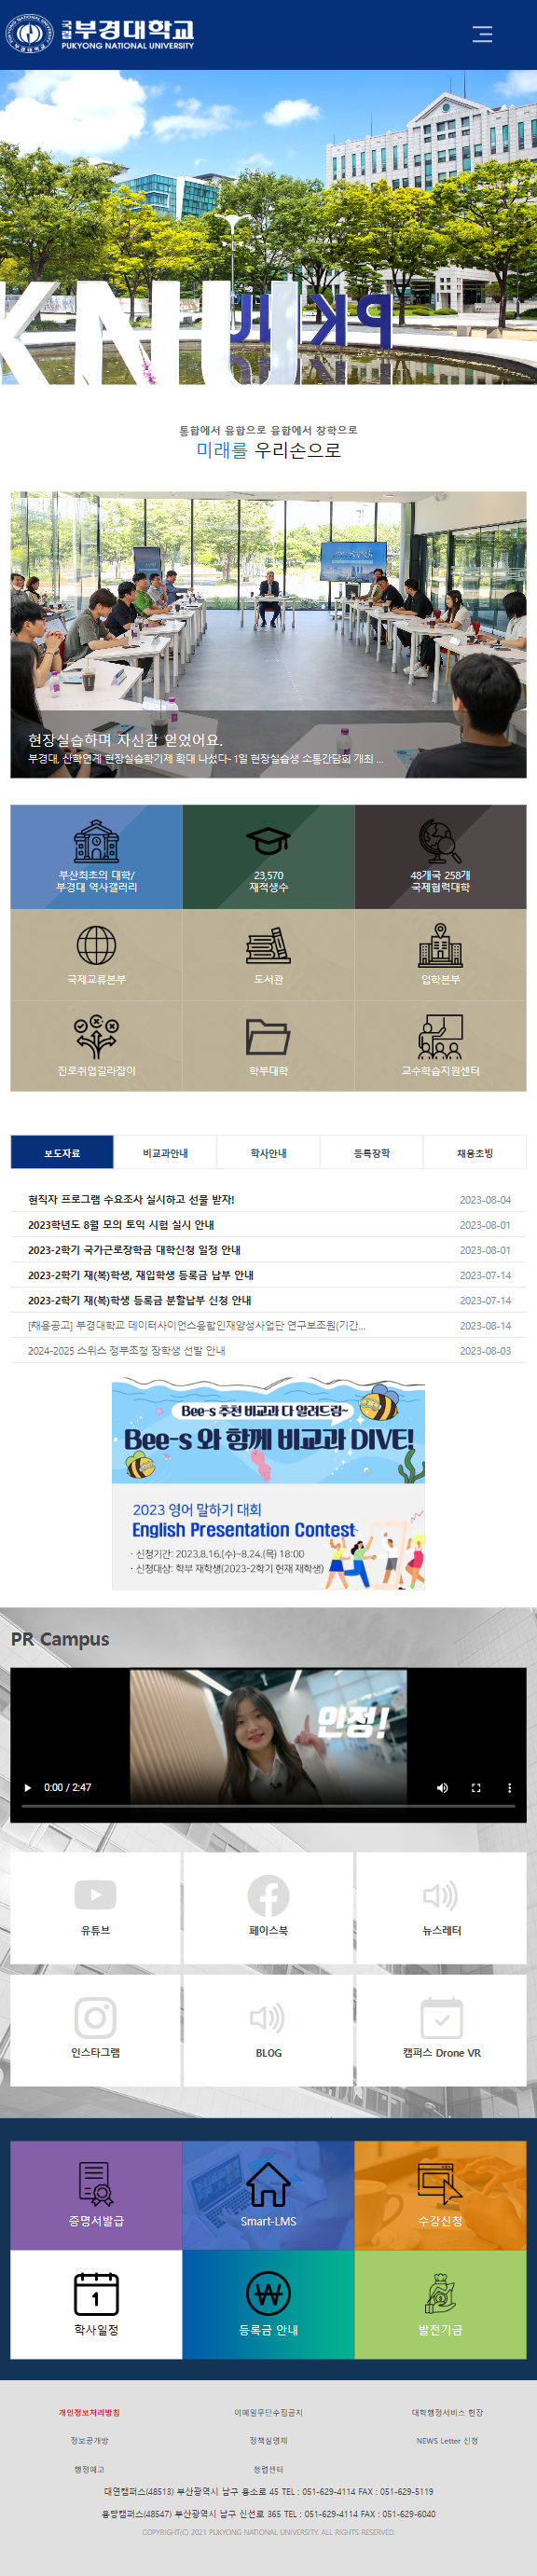 국립 부경대학교
PUKYONG NATIONAL UNIVERSITY
PKNU
통합에서 융합으로 융합에서 창학으로
미래를 우리손으로
현장실습하며 자신감 얻었어요.
부경대, 산학연계 현장실습학기제 확대 나섰다- 1일 현장실습생 소통간담회 개최 ...
부산최초의 대학/
부경대 역사갤러리
23,570
재적생수
48개국 258개
국제협력대학
국제교류본부
도서관
입학본부
진로취업길라잡이
학부대학
교수학습지원센터
보도자료
비교과안내
학사안내
등록장학
채용초빙
현직자 프로그램 수요조사 실시하고 선물 받자! 2023-08-04
2023학년도 8월 모의 토익 시험 실시 안내 2023-08-01
2023-2학기 국가근로장학금 대학신청 일정 안내 2023-08-01
2023-2학기 재(복)학생, 재입학생 등록금 납부 안내 2023-07-14
2023-2학기 재(복)학생 등록금 분할납부 신청 안내 2023-07-14
[채용공고] 부경대학교 데이터사이언스융합인재양성사업단 연구보조원(기간... 2023-08-14
2024-2025 스위스 정부초청 장학생 선발 안내 2023-08-03
Bee-s 추천 비교과 다 알려드림~
Bee-s 와 함께 비교과 DIVE!
2023 영어 말하기 대회
English Presentation Contest
· 신청기간: 2023.8.16.(수)~8.24.(목) 18:00
· 신청대상: 학부 재학생(2023-2학기 현재 재학생)
PR Campus
인정!
0:00 / 2:47
유튜브
페이스북
뉴스레터
인스타그램
BLOG
캠퍼스 Drone VR
증명서발급
Smart-LMS
수강신청
1
학사일정
등록금 안내
발전기금
개인정보처리방침
이메일무단수집금지
대학행정서비스 헌장
정보공개방
정책실명제
NEWS Letter 신청
행정예고
청렴센터
대연캠퍼스(48513) 부산광역시 남구 용소로 45 TEL : 051-629-4114 FAX : 051-629-5119
용당캠퍼스(48547) 부산광역시 남구 신선로 365 TEL : 051-629-4114 FAX : 051-629-6040
COPYRIGHT(C) 2021 PUKYONG NATIONAL UNIVERSITY. ALL RIGHTS RESERVED.